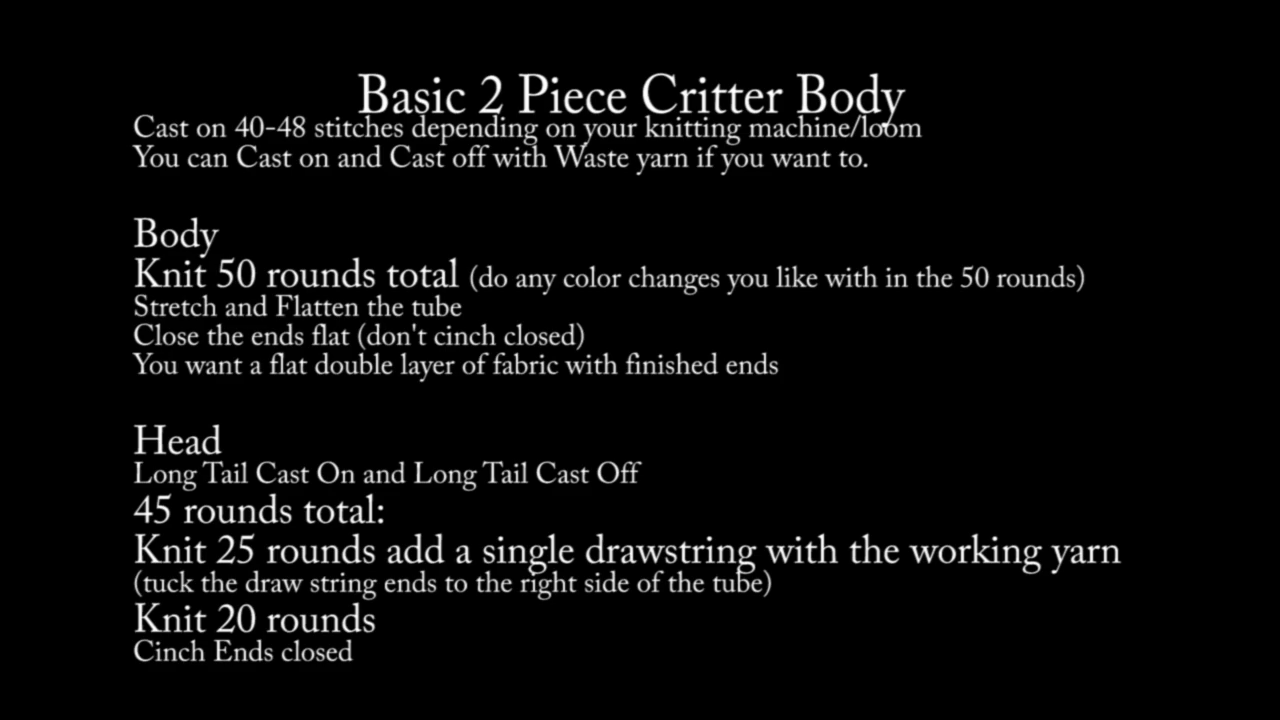 Basic 2 Piece Critter Body
Cast on 40-48 stitches depending on your knitting machine/loom
You can Cast on and Cast off with Waste yarn if you want to.
Body
Knit 50 rounds total (do any color changes you like with in the 50 rounds)
Stretch and Flatten the tube
Close the ends flat (don't cinch closed)
You want a flat double layer of fabric with finished ends
Head
Long Tail Cast On and Long Tail Cast Off
45 rounds total:
Knit 25 rounds add a single drawstring with the working yarn
(tuck the draw string ends to the right side of the tube)
Knit 20 rounds
Cinch Ends closed